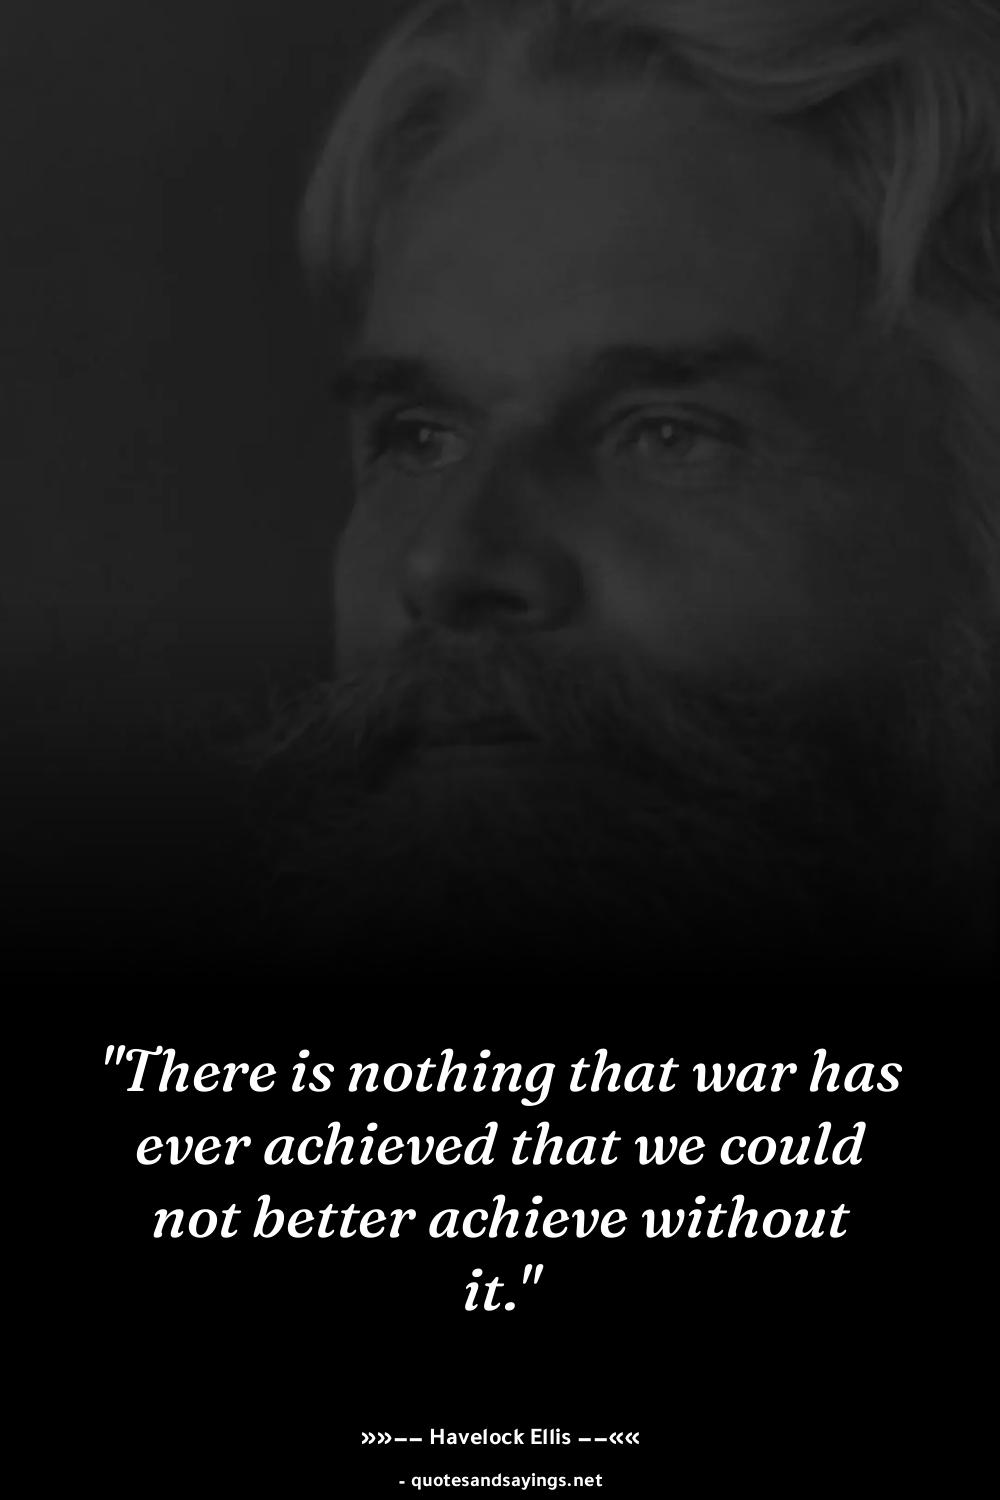 "There is nothing that war has
ever achieved that we could
not better achieve without
it."
»»–– Havelock Ellis ––««
- quotesandsayings.net